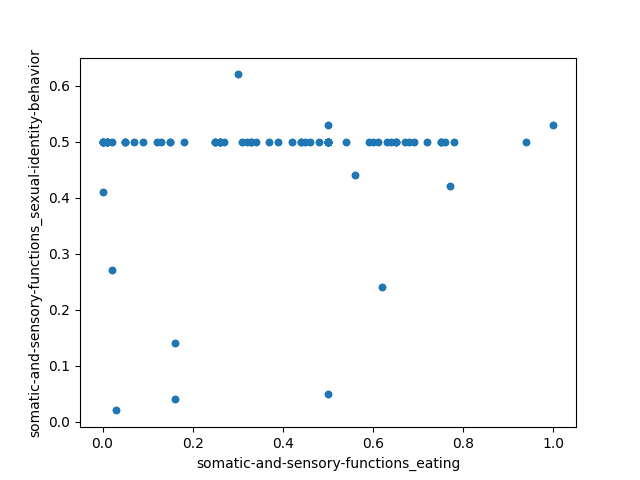 somatic-and-sensory-functions_sexual-identity-behavior
0.6
0.5
0.4
0.3
0.2
0.1
0.0
0.0 0.2 0.4 0.6 0.8 1.0
somatic-and-sensory-functions_eating